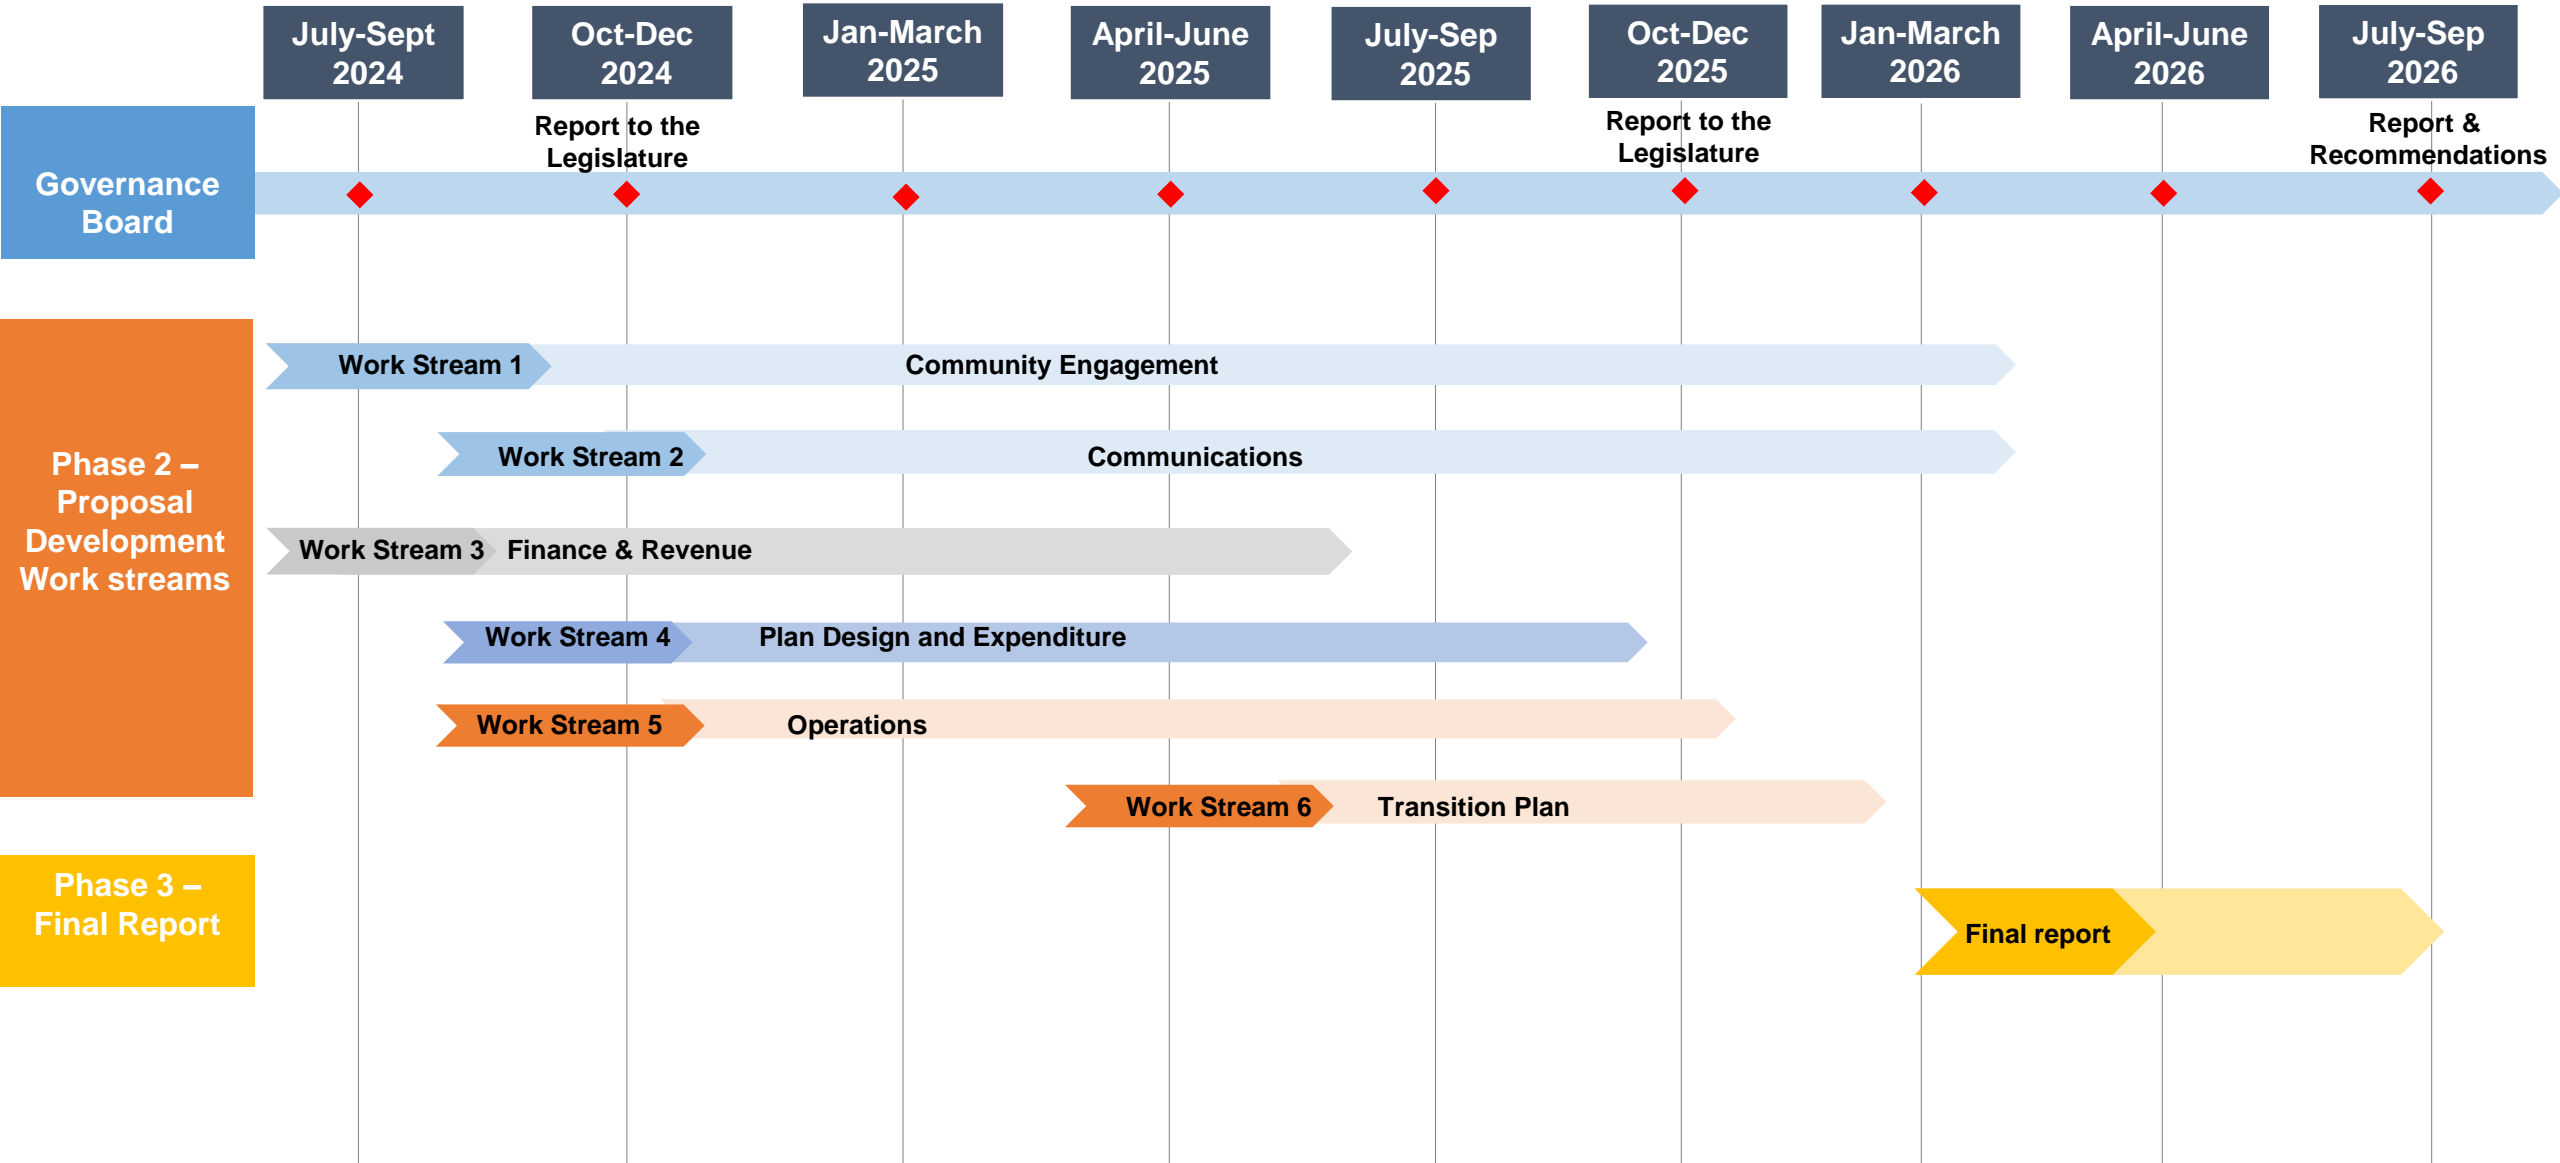 July-Sept
2024
Oct-Dec
2024
Jan-March
2025
April-June
2025
July-Sep
2025
Oct-Dec
2025
Jan-March
2026
April-June
2026
July-Sep
2026
Report to the
Legislature
Report to the
Legislature
Report &
Recommendations
Governance
Board
Phase 2 –
Proposal
Development
Work streams
Work Stream 1
Community Engagement
Work Stream 2
Communications
Work Stream 3
Finance & Revenue
Work Stream 4
Plan Design and Expenditure
Work Stream 5
Operations
Work Stream 6
Transition Plan
Phase 3 –
Final Report
Final report